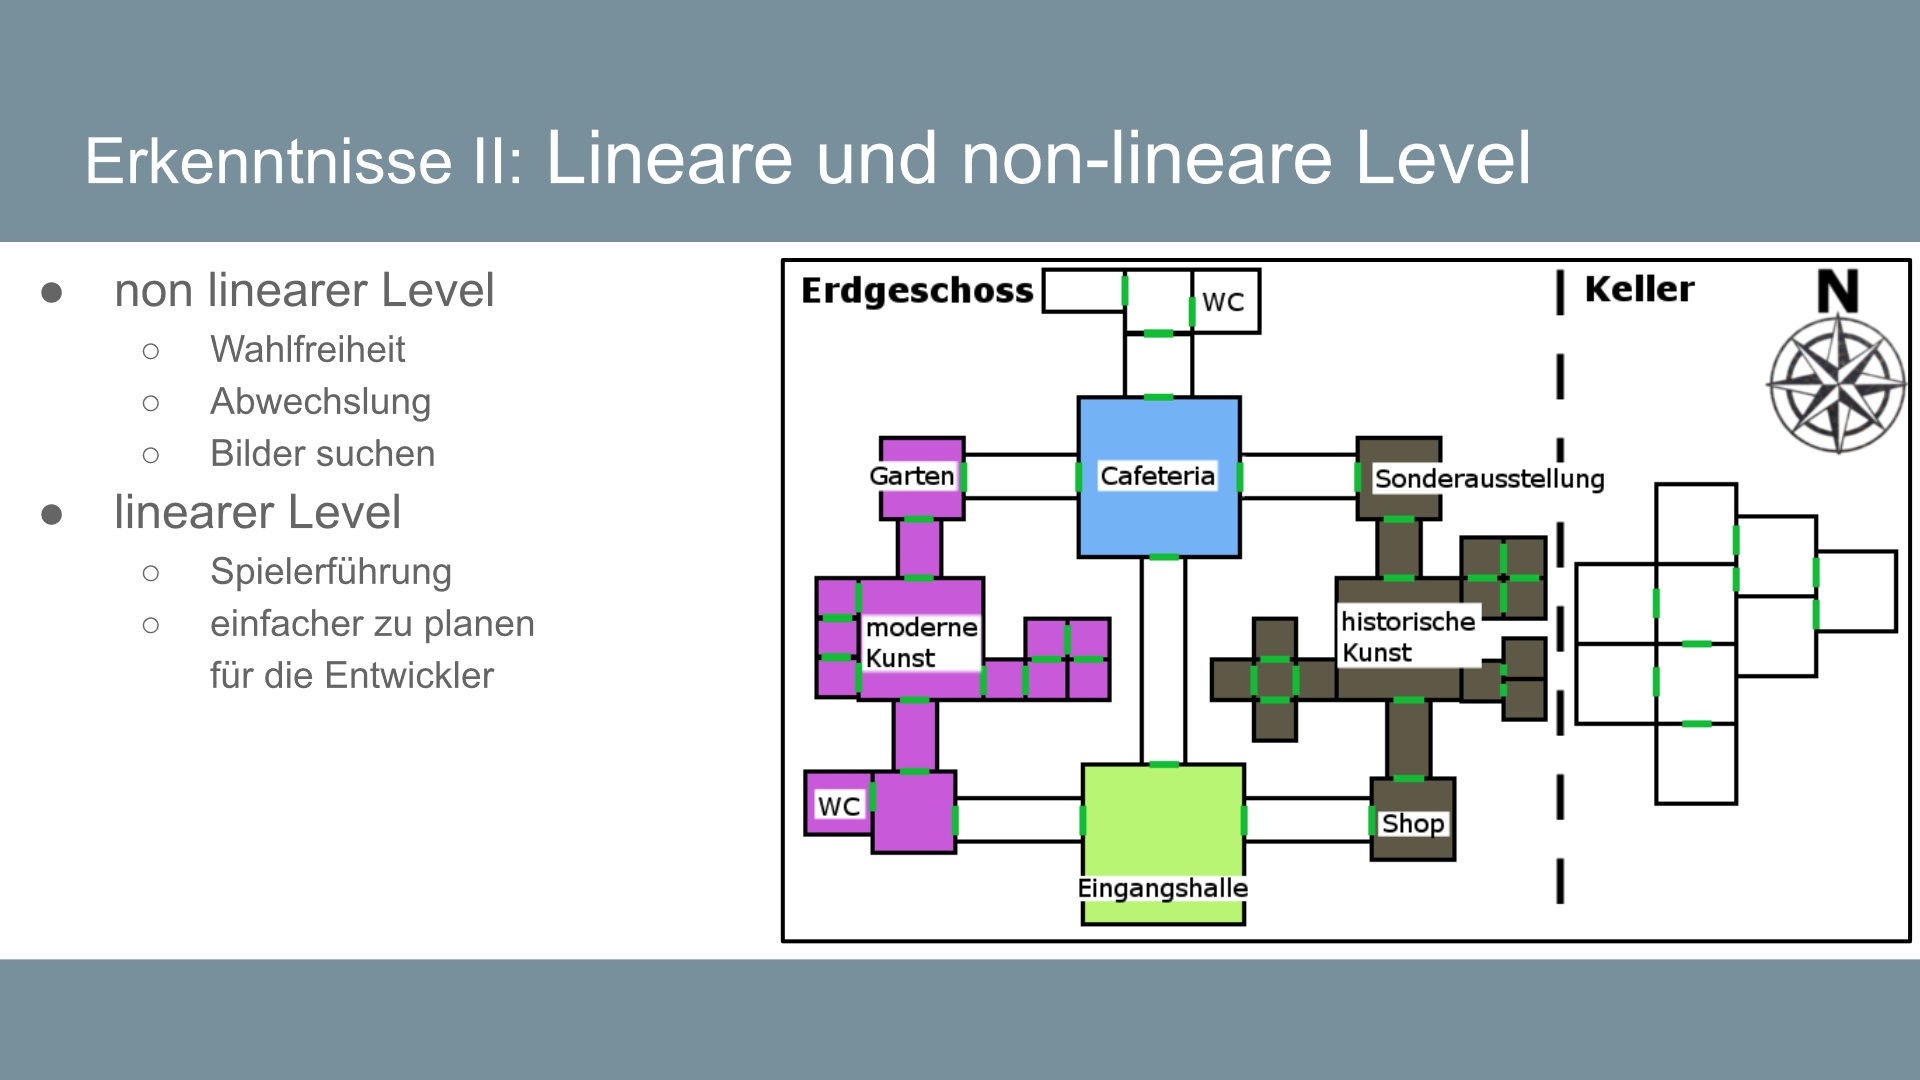 Erkenntnisse II: Lineare und non-lineare Level
● non linearer Level
○ Wahlfreiheit
○ Abwechslung
○ Bilder suchen
● linearer Level
○ Spielerführung
○ einfacher zu planen
für die Entwickler
Erdgeschoss
WC
Keller
N
Garten
Cafeteria
Sonderausstellung
moderne
Kunst
historische
Kunst
WC
Shop
Eingangshalle